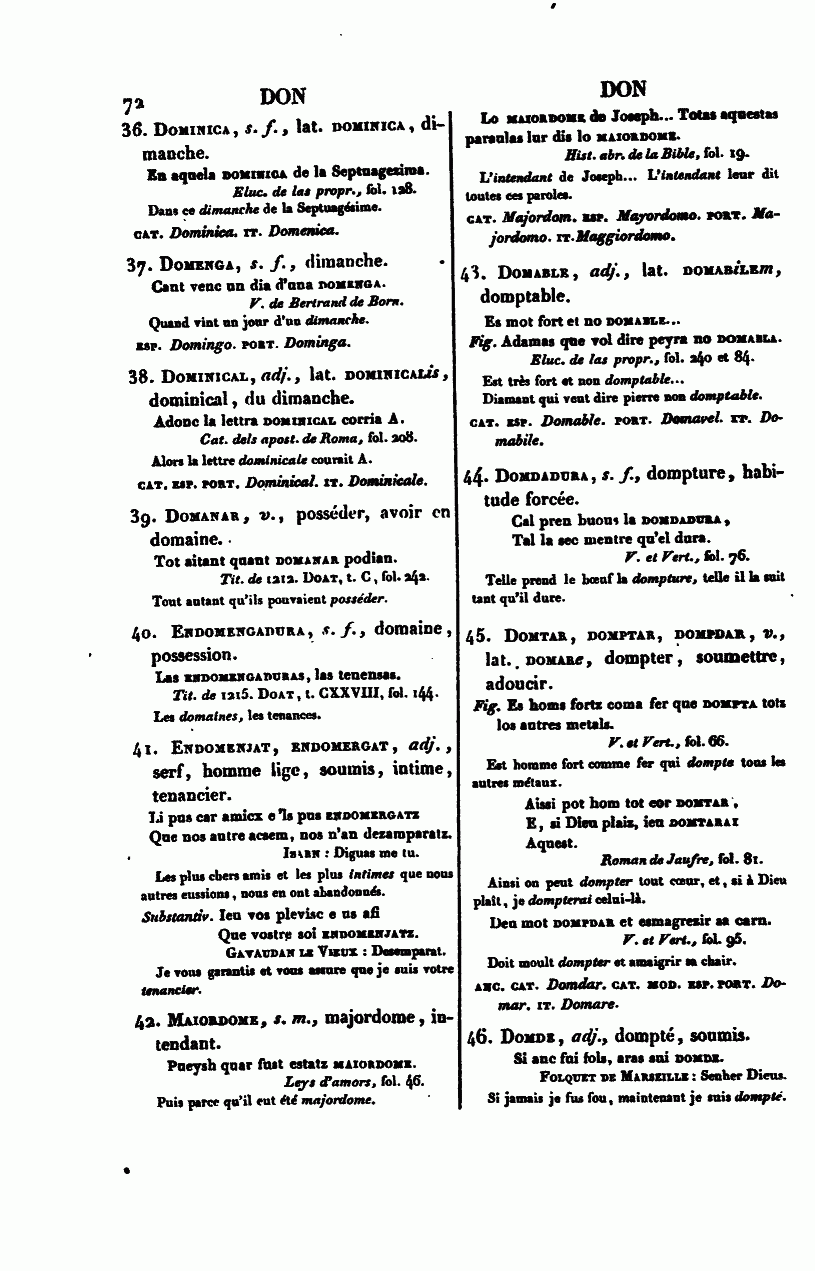 72
DON
36. DOMINICA, s. f., lat. DOMINICA, di-
manche.
En aquela DOMINICA de la Septuagesima.
Eluc. de las propr., fol. 128.
Dans ce dimanche de la Septuagésime.
CAT. Dominica. IT. Domenica.
37. DOMENGA, s. f., dimanche.
Cant venc un dia d'una DOMENGA.
V. de Bertrand de Born.
Quand vint un jour d'un dimanche.
ESP. Domingo. PORT. Dominga.
38. DOMINICAL, adj., lat. DOMINICALis,
dominical, du dimanche.
Adonc la lettra DOMINICAL corria A.
Cat. dels apost. de Roma, fol. 208.
Alors la lettre dominicale courait A.
CAT. ESP. PORT. Dominical. IT. Dominicale.
39. DOMANAR, v., posséder, avoir en
domaine.
Tot aitant quant DOMANAR podian.
Tit. de 1212. DOAT, t. C, fol. 242.
Tout autant qu'ils pouvaient posséder.
40. ENDOMENGADURA, s. f., domaine,
possession.
Las ENDOMENGADURAS, las tenensas.
Tit. de 1215. DOAT, t. CXXVIII, fol. 144.
Les domaines, les tenances.
41. ENDOMENJAT, ENDOMERGAT, adj.,
serf, homme lige, soumis, intime,
tenancier.
Li pus car amicx e'ls pus ENDOMERGATZ
Que nos autre acsem, nos n'an dezamparatz.
IZARN : Diguas me tu.
Les plus chers amis et les plus intimes que nous
autres eussions, nous en ont abandonnés.
Substantiv. Ieu vos plevisc e us afi
Que vostre soi ENDOMENJATZ.
GAVAUDAN LE VIEUX : Desemparat.
Je vous garantis et vous assure que je suis votre
tenancier.
42. MAIORDOME, s. m., majordome, in-
tendant.
Pueysh quar fust estatz MAIORDOME.
Leys d'amors, fol. 46.
Puis parce qu'il eut été majordome.
DON
Lo MAIORDOME de Joseph... Totas aquestas
paraulas lur dis lo MAIORDOME.
Hist. abr. de la Bible, fol. 19.
L'intendant de Joseph... L'intendant leur dit
toutes ces paroles.
CAT. Majordom. ESP. Mayordomo. PORT. Ma-
jordomo. IT. Maggiordomo.
43. DOMABLE, adj., lat. DOMABiLEm,
domptable.
Es mot fort et no DOMABLE...
Fig. Adamas que vol dire peyra no DOMABLA.
Eluc. de las propr., fol. 240 et 84.
Est très fort et non domptable...
Diamant qui veut dire pierre non domptable.
CAT. ESP. Domable. PORT. Domavel. IT. Do-
mabile.
44. DOMDADURA, s. f., dompture, habi-
tude forcée.
Cal pren buous la DOMDADURA,
Tal la sec mentre qu'el dura.
V. et Vert., fol. 76.
Telle prend le bœuf la dompture, telle il la suit
tant qu'il dure.
45. DOMTAR, DOMPTAR, DOMPDAR, v.,
lat. DOMARe, dompter, soumettre,
adoucir.
Fig. Es homs fortz coma fer que DOMPTA totz
los autres metals.
V. et Vert., fol. 66.
Est homme fort comme fer qui dompte tous les
autres métaux.
Aissi pot hom tot cor DOMTAR,
E, si Dieu plaiz, ieu DOMTARAI
Aquest.
Roman de Jaufre, fol. 81.
Ainsi on peut dompter tout cœur, et, si à Dieu
plaît, je dompterai celui-là.
Deu mot DOMPDAR et esmagrezir sa carn.
V. et Vert., fol. 95.
Doit moult dompter et amaigrir sa chair.
ANC. CAT. Domdar. CAT. MOD. ESP. PORT. Do-
mar. IT. Domare.
46. DOMDE, adj., dompté, soumis.
Si anc fui fols, aras sui DOMDE.
FOLQUET DE MARSEILLE : Senher Dieus.
Si jamais je fus fou, maintenant je suis dompté.